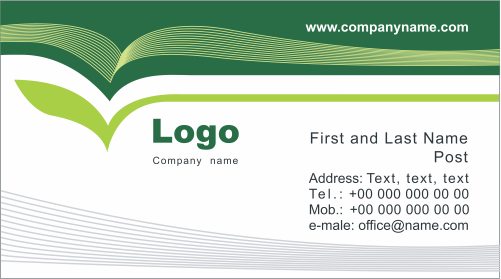 www.companyname.com
Logo
Company name
First and Last Name
Post
Address: Text, text, text
Tel.: +00 000 000 00 00
Mob.: +00 000 000 00 00
e-male: office@name.com